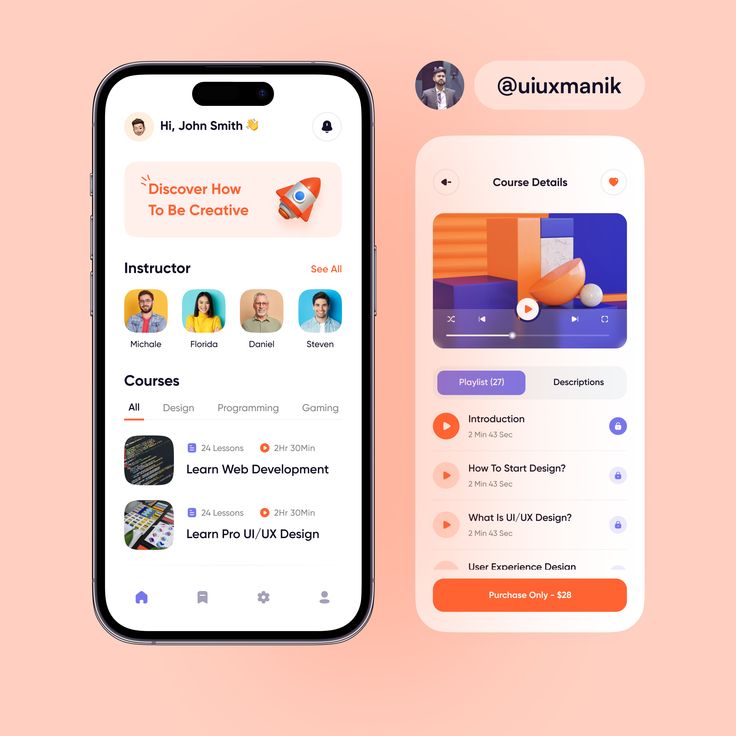 @uiuxmanik
Hi, John Smith 👋
Discover How
To Be Creative
Instructor
See All
Michale
Florida
Daniel
Steven
Courses
All
Design
Programming
Gaming
24 Lessons
2Hr 30Min
Learn Web Development
24 Lessons
2Hr 30Min
Learn Pro UI/UX Design
Course Details
Playlist (27)
Descriptions
Introduction
2 Min 43 Sec
How To Start Design?
2 Min 43 Sec
What Is UI/UX Design?
2 Min 43 Sec
User Experience Design
Purchase Only - $28